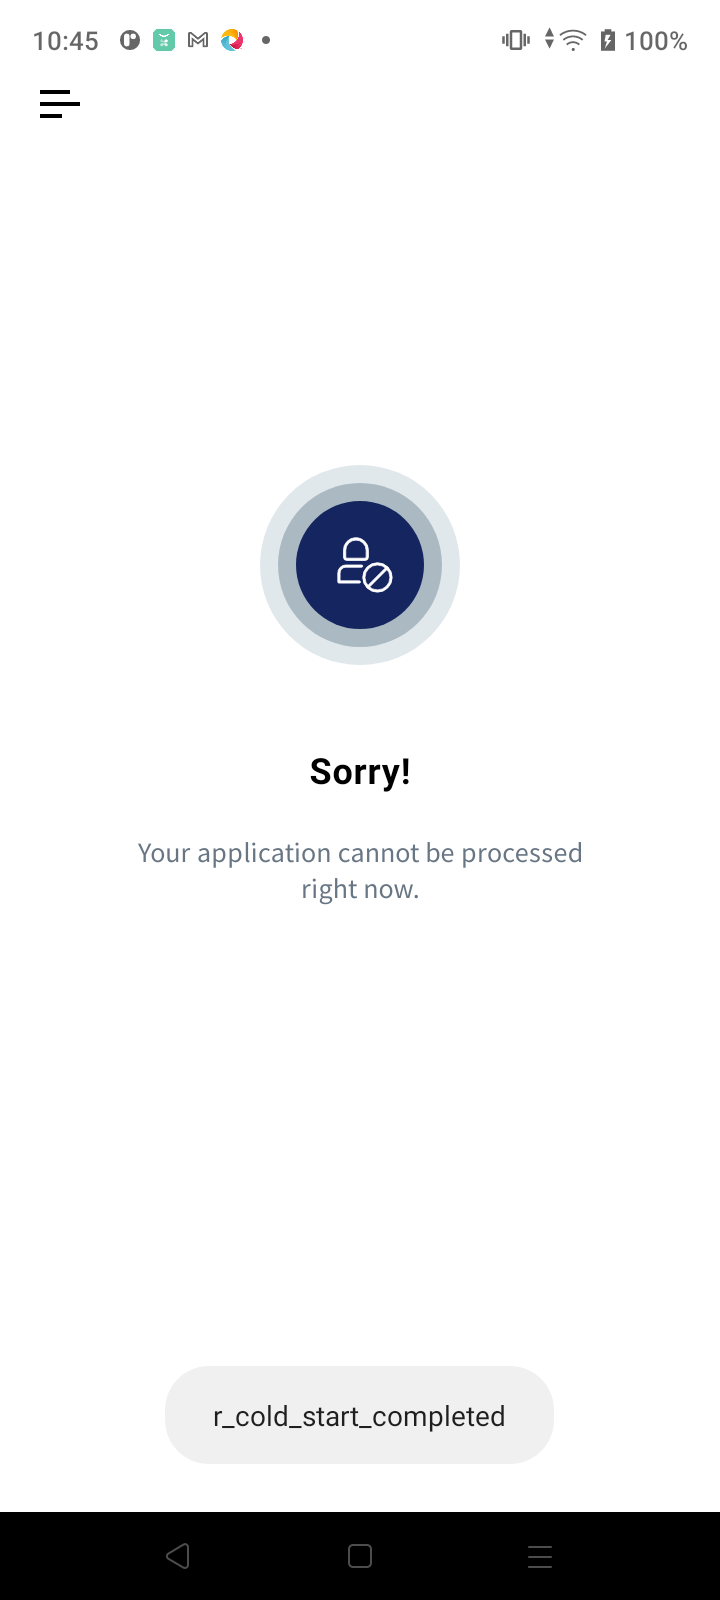 10:45
100%
Sorry!
Your application cannot be processed
right now.
r_cold_start_completed